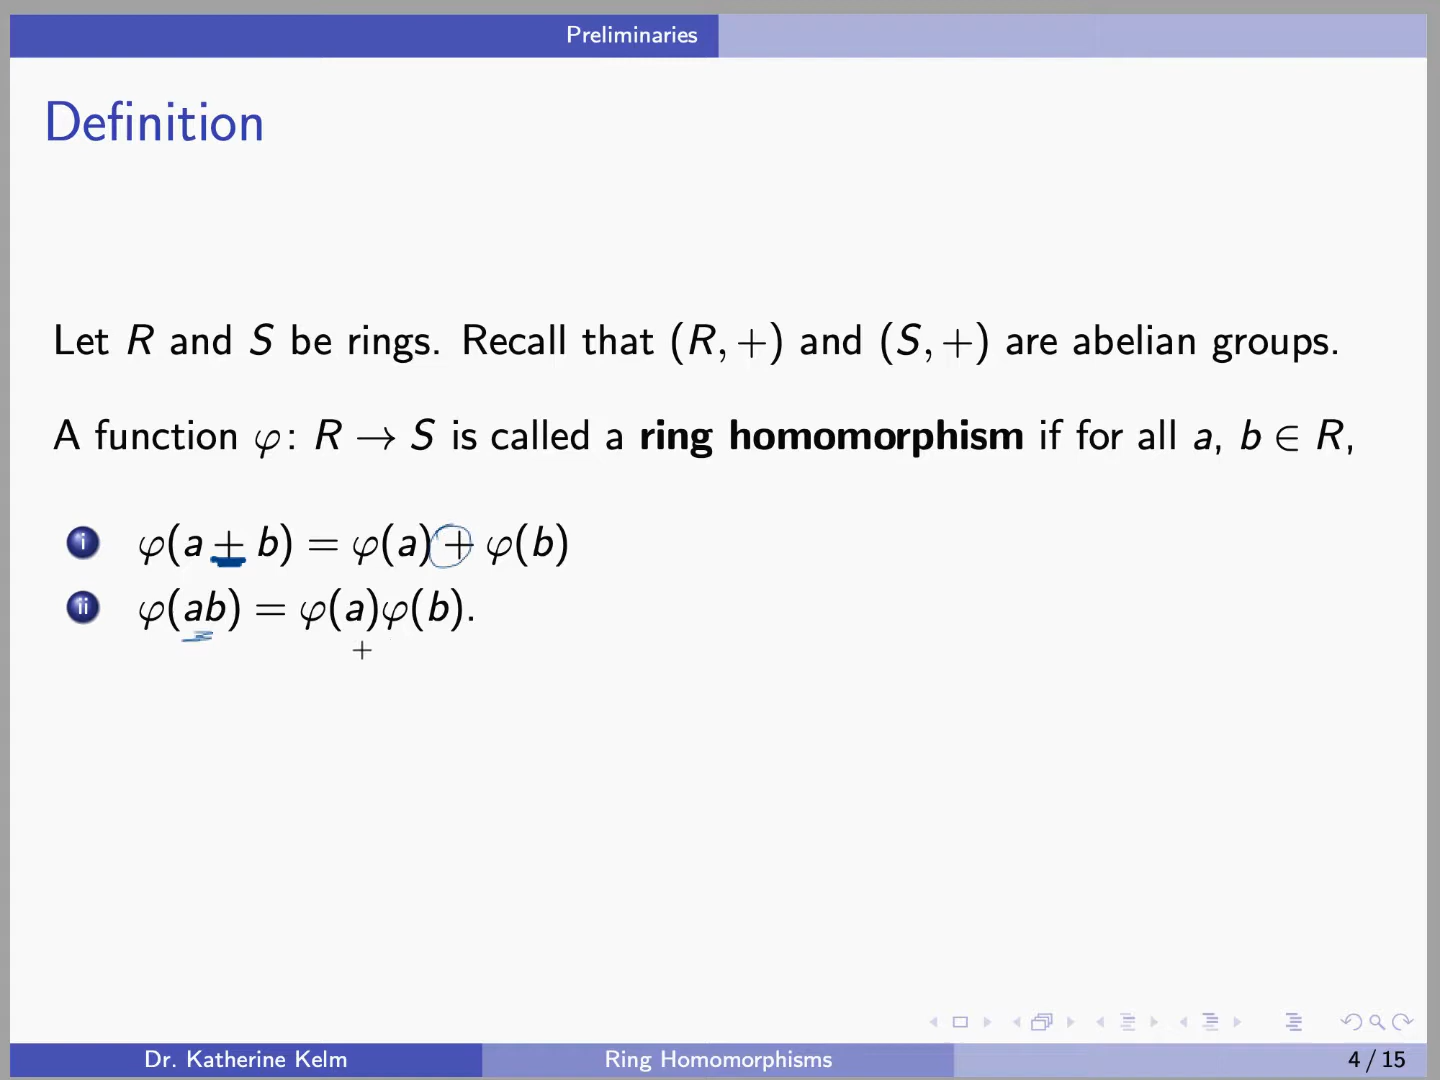 Preliminaries
Definition
Let R and S be rings. Recall that (R, +) and (S, +) are abelian groups.
A function φ: R → S is called a ring homomorphism if for all a, b ∈ R,
i φ(a + b) = φ(a) + φ(b)
ii φ(ab) = φ(a)φ(b).
Dr. Katherine Kelm Ring Homomorphisms 4 / 15